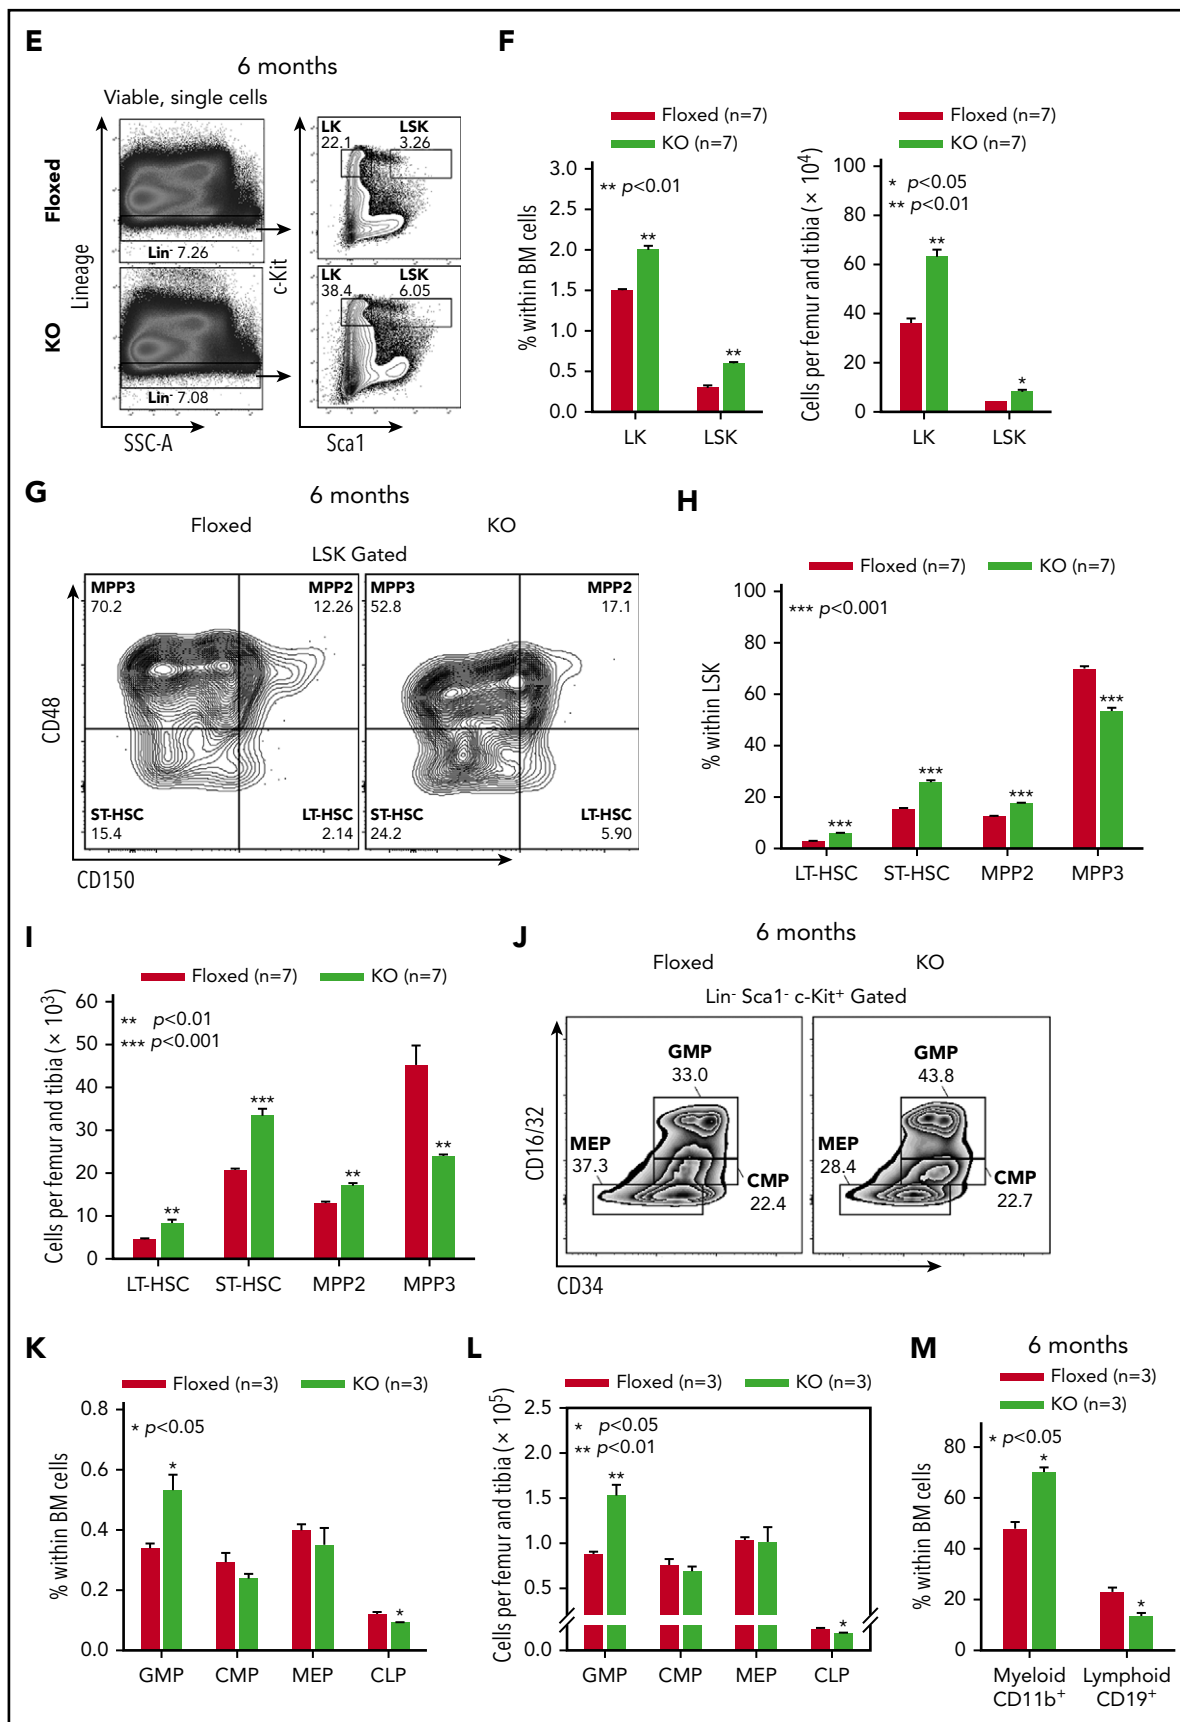 E
6 months
Viable, single cells
Floxed
KO
Lineage
c-Kit
Lin⁻ 7.26
Lin⁻ 7.08
LK
22.1
LSK
3.26
LK
38.4
LSK
6.05
SSC-A
Sca1
F
Floxed (n=7)
KO (n=7)
% within BM cells
3.0
2.5
2.0
1.5
1.0
0.5
0.0
** p<0.01
**
**
LK
LSK
Floxed (n=7)
KO (n=7)
Cells per femur and tibia (× 10⁴)
100
80
60
40
20
0
* p<0.05
** p<0.01
**
*
LK
LSK
G
6 months
Floxed
KO
LSK Gated
MPP3
70.2
MPP2
12.26
ST-HSC
15.4
LT-HSC
2.14
MPP3
52.8
MPP2
17.1
ST-HSC
24.2
LT-HSC
5.90
CD48
CD150
H
Floxed (n=7)
KO (n=7)
% within LSK
100
80
60
40
20
0
*** p<0.001
***
***
***
***
LT-HSC
ST-HSC
MPP2
MPP3
I
Floxed (n=7)
KO (n=7)
Cells per femur and tibia (× 10³)
60
50
40
30
20
10
0
** p<0.01
*** p<0.001
**
***
**
**
LT-HSC
ST-HSC
MPP2
MPP3
J
6 months
Floxed
KO
Lin⁻ Sca1⁻ c-Kit⁺ Gated
GMP
33.0
MEP
37.3
CMP
22.4
GMP
43.8
MEP
28.4
CMP
22.7
CD16/32
CD34
K
Floxed (n=3)
KO (n=3)
% within BM cells
0.8
0.6
0.4
0.2
0.0
* p<0.05
*
*
GMP
CMP
MEP
CLP
L
Floxed (n=3)
KO (n=3)
Cells per femur and tibia (× 10⁵)
2.5
2.0
1.5
1.0
0.5
0.0
* p<0.05
** p<0.01
**
*
GMP
CMP
MEP
CLP
M
6 months
Floxed (n=3)
KO (n=3)
% within BM cells
80
60
40
20
0
* p<0.05
*
*
Myeloid
CD11b⁺
Lymphoid
CD19⁺